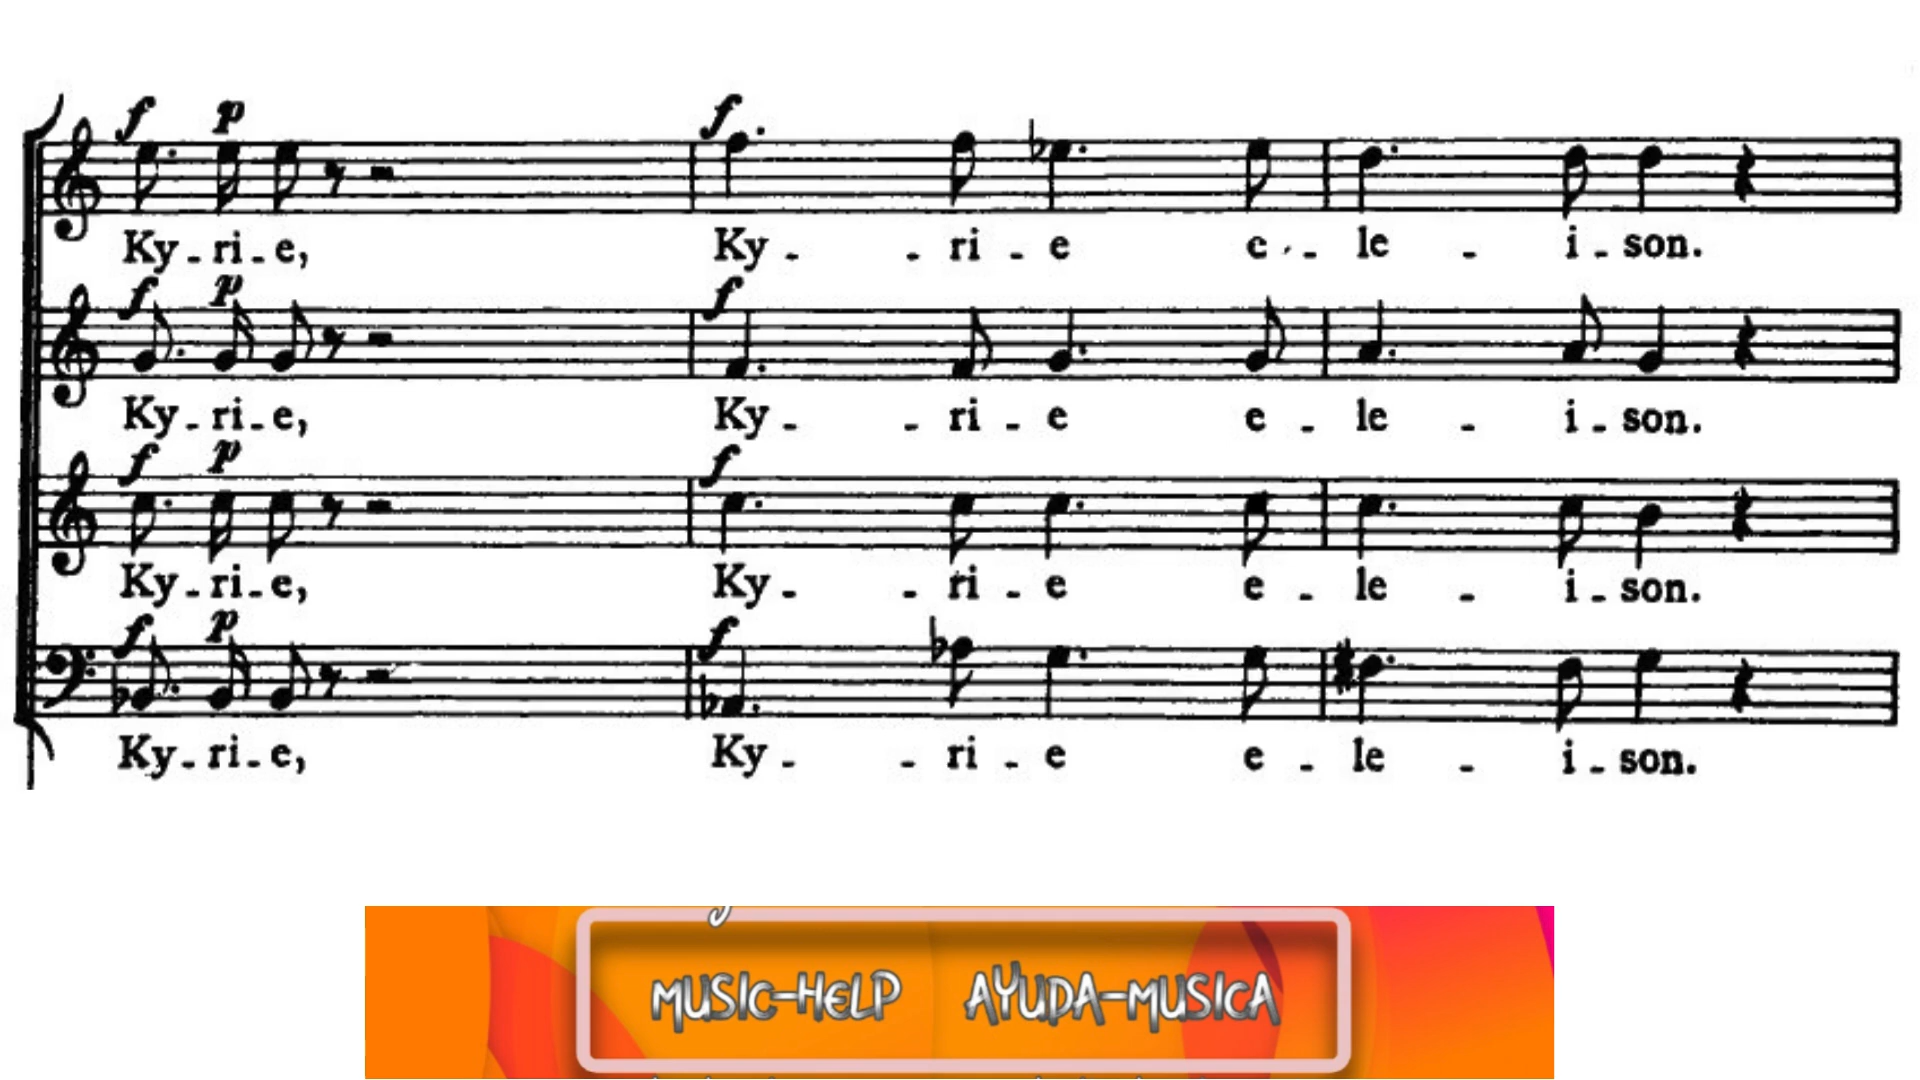 f p f
Ky - ri - e, Ky - - ri - e e - le - i - son.
f p f
Ky - ri - e, Ky - - ri - e e - le - i - son.
f p f
Ky - ri - e, Ky - - ri - e e - le - i - son.
f p f
Ky - ri - e, Ky - - ri - e e - le - i - son.
MUSIC-HELP AYUDA-MUSICA